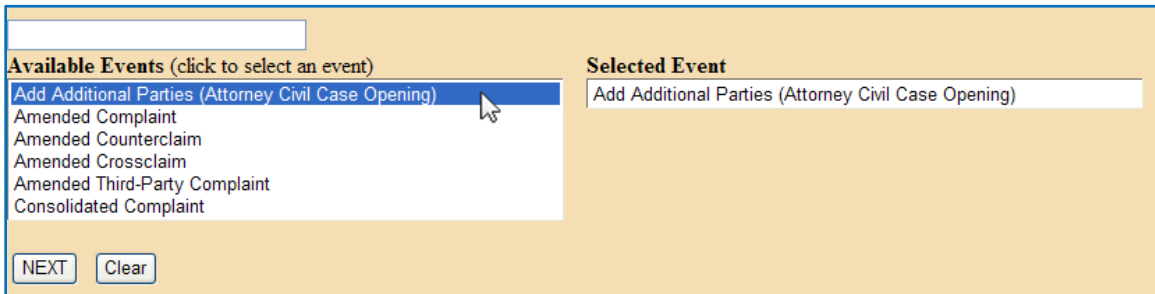 Available Events (click to select an event)
Add Additional Parties (Attorney Civil Case Opening)
Amended Complaint
Amended Counterclaim
Amended Crossclaim
Amended Third-Party Complaint
Consolidated Complaint
Selected Event
Add Additional Parties (Attorney Civil Case Opening)
NEXT
Clear